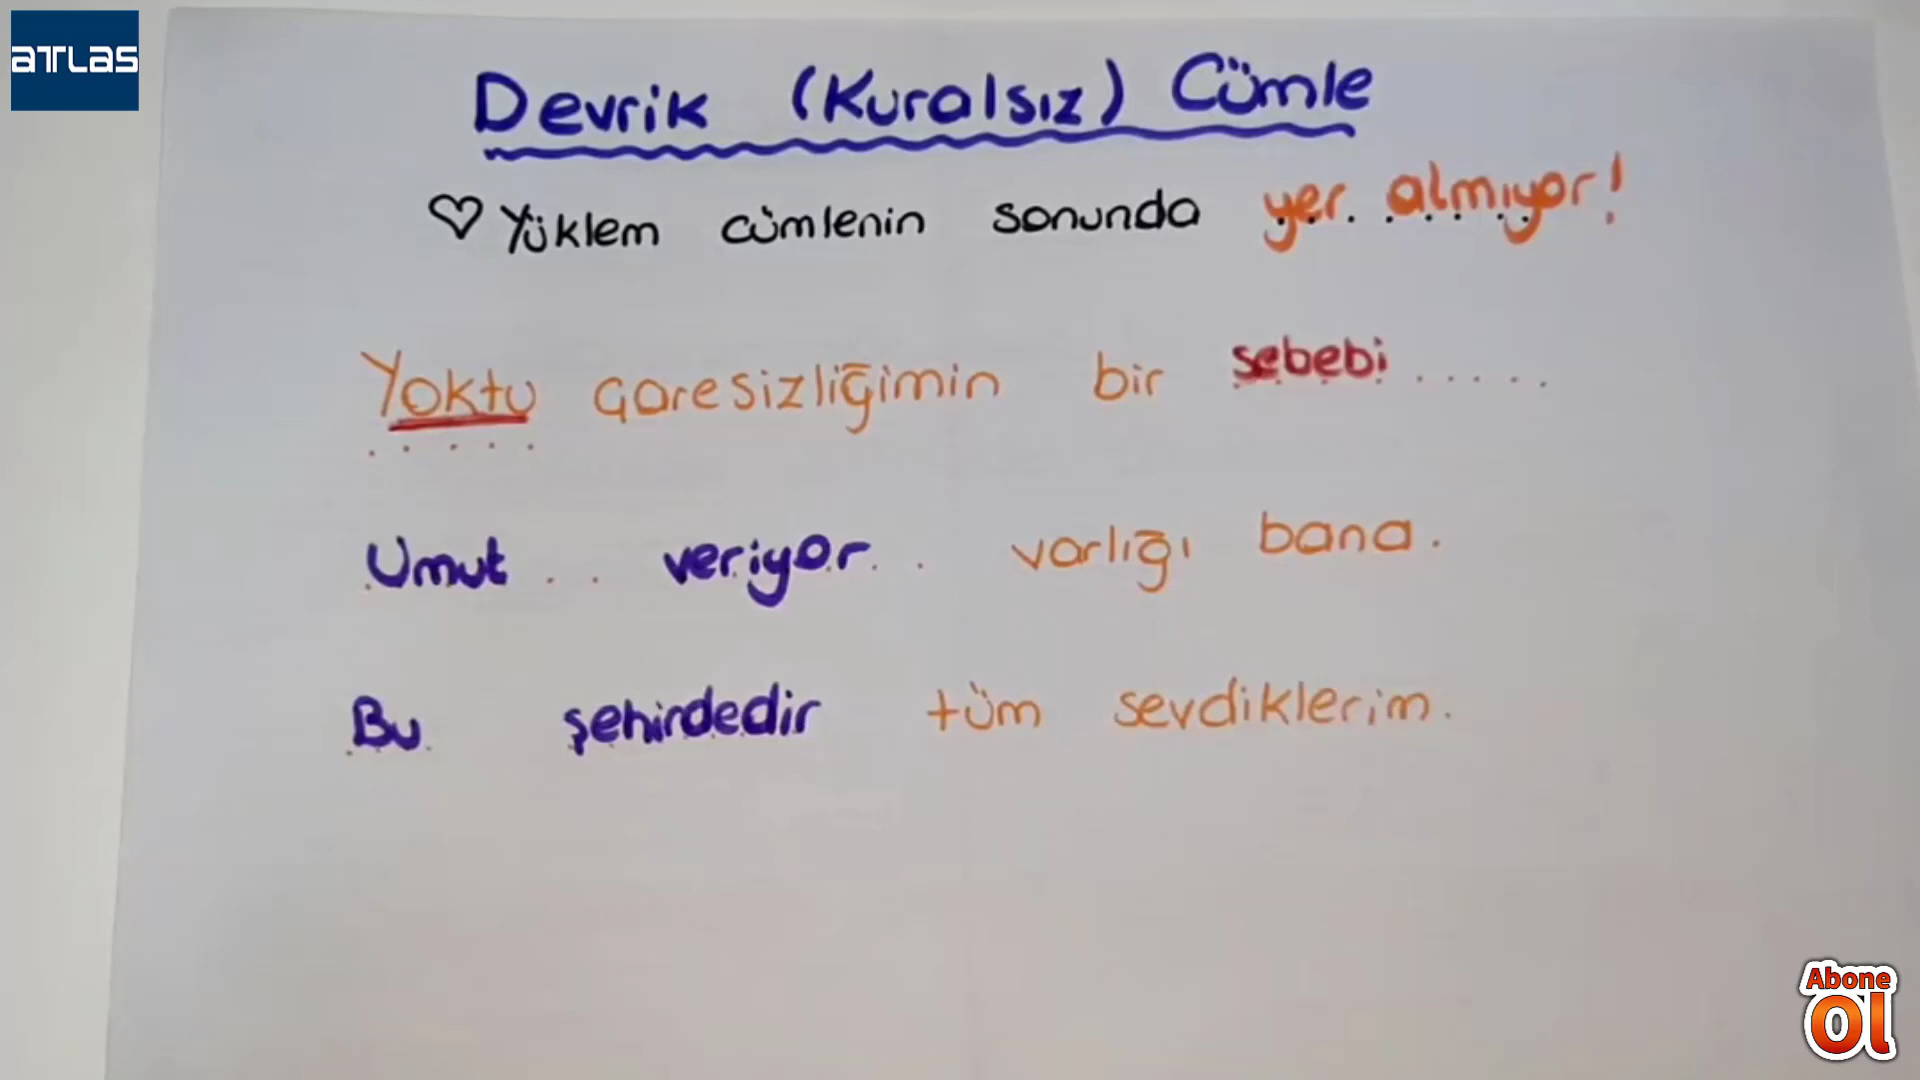 aTLas
Devrik (Kuralsız) Cümle
♡ Yüklem cümlenin sonunda yer almıyor!
Yoktu çaresizliğimin bir sebebi.....
Umut .. veriyor.. varlığı bana.
Bu şehirdedir tüm sevdiklerim.
Abone
Ol